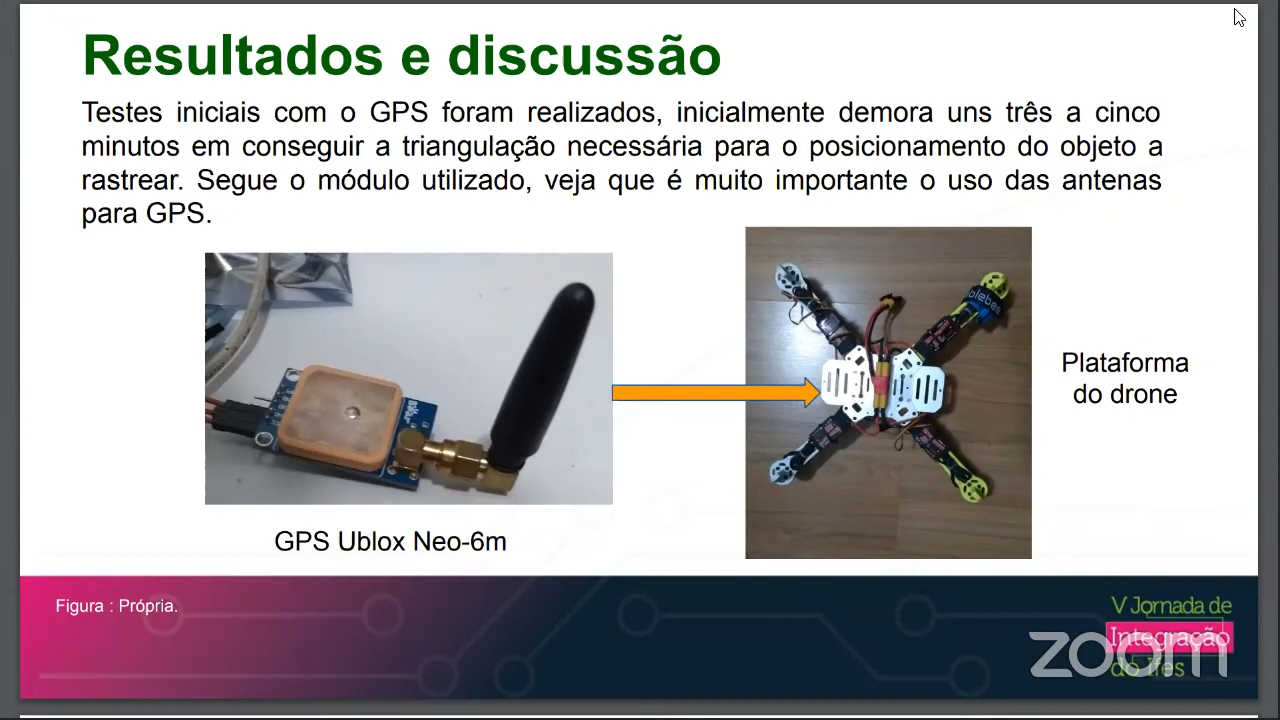 Resultados e discussão
Testes iniciais com o GPS foram realizados, inicialmente demora uns três a cinco
minutos em conseguir a triangulação necessária para o posicionamento do objeto a
rastrear. Segue o módulo utilizado, veja que é muito importante o uso das antenas
para GPS.
Plataforma
do drone
GPS Ublox Neo-6m
Figura : Própria.
V Jornada de
Integração
do Ifes
zoom